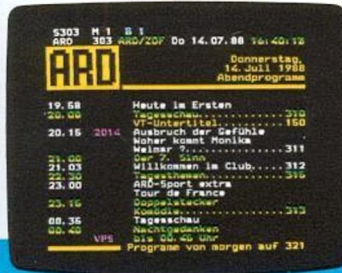 S303 M 1 S 1
ARD 303 ARD/ZDF Do 14.07.88 16:40:18
ARD
Donnerstag,
14. Juli 1988
Abendprogramm
19.58 Heute im Ersten
20.00 Tagesschau 310
VT-Untertitel 150
20.15 2014 Ausbruch der Gefühle
Woher kommt Monika
Weimar ? 311
21.00 Der 7. Sinn
21.03 Willkommen im Club 312
22.30 Tagesthemen 315
23.00 ARD-Sport extra
Tour de France
23.15 Doppelstecker
Komödie 313
00.35 Tagesschau
00.40 Nachtgedanken
VPS bis 00.45 Uhr
Programm von morgen auf 321